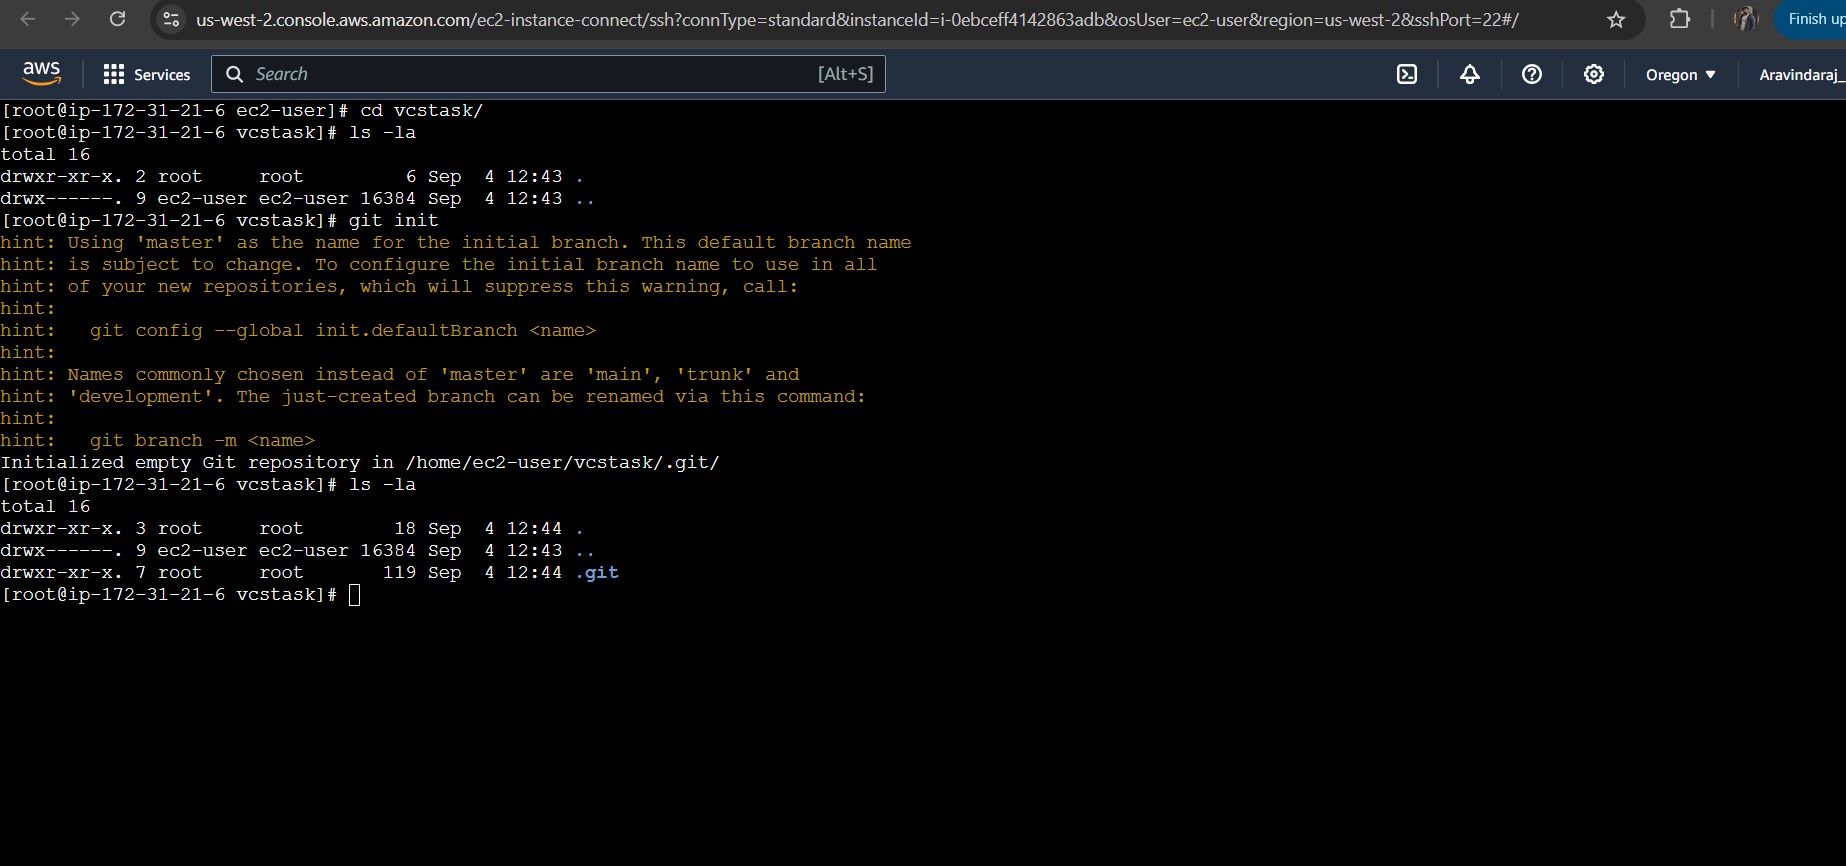 us-west-2.console.aws.amazon.com/ec2-instance-connect/ssh?connType=standard&instanceId=i-0ebceff4142863adb&osUser=ec2-user&region=us-west-2&sshPort=22#/
Finish up
aws
Services
Search
[Alt+S]
Oregon
Aravindaraj_
[root@ip-172-31-21-6 ec2-user]# cd vcstask/
[root@ip-172-31-21-6 vcstask]# ls -la
total 16
drwxr-xr-x. 2 root     root         6 Sep  4 12:43 .
drwx------. 9 ec2-user ec2-user 16384 Sep  4 12:43 ..
[root@ip-172-31-21-6 vcstask]# git init
hint: Using 'master' as the name for the initial branch. This default branch name
hint: is subject to change. To configure the initial branch name to use in all
hint: of your new repositories, which will suppress this warning, call:
hint:
hint:   git config --global init.defaultBranch <name>
hint:
hint: Names commonly chosen instead of 'master' are 'main', 'trunk' and
hint: 'development'. The just-created branch can be renamed via this command:
hint:
hint:   git branch -m <name>
Initialized empty Git repository in /home/ec2-user/vcstask/.git/
[root@ip-172-31-21-6 vcstask]# ls -la
total 16
drwxr-xr-x. 3 root     root        18 Sep  4 12:44 .
drwx------. 9 ec2-user ec2-user 16384 Sep  4 12:43 ..
drwxr-xr-x. 7 root     root       119 Sep  4 12:44 .git
[root@ip-172-31-21-6 vcstask]#